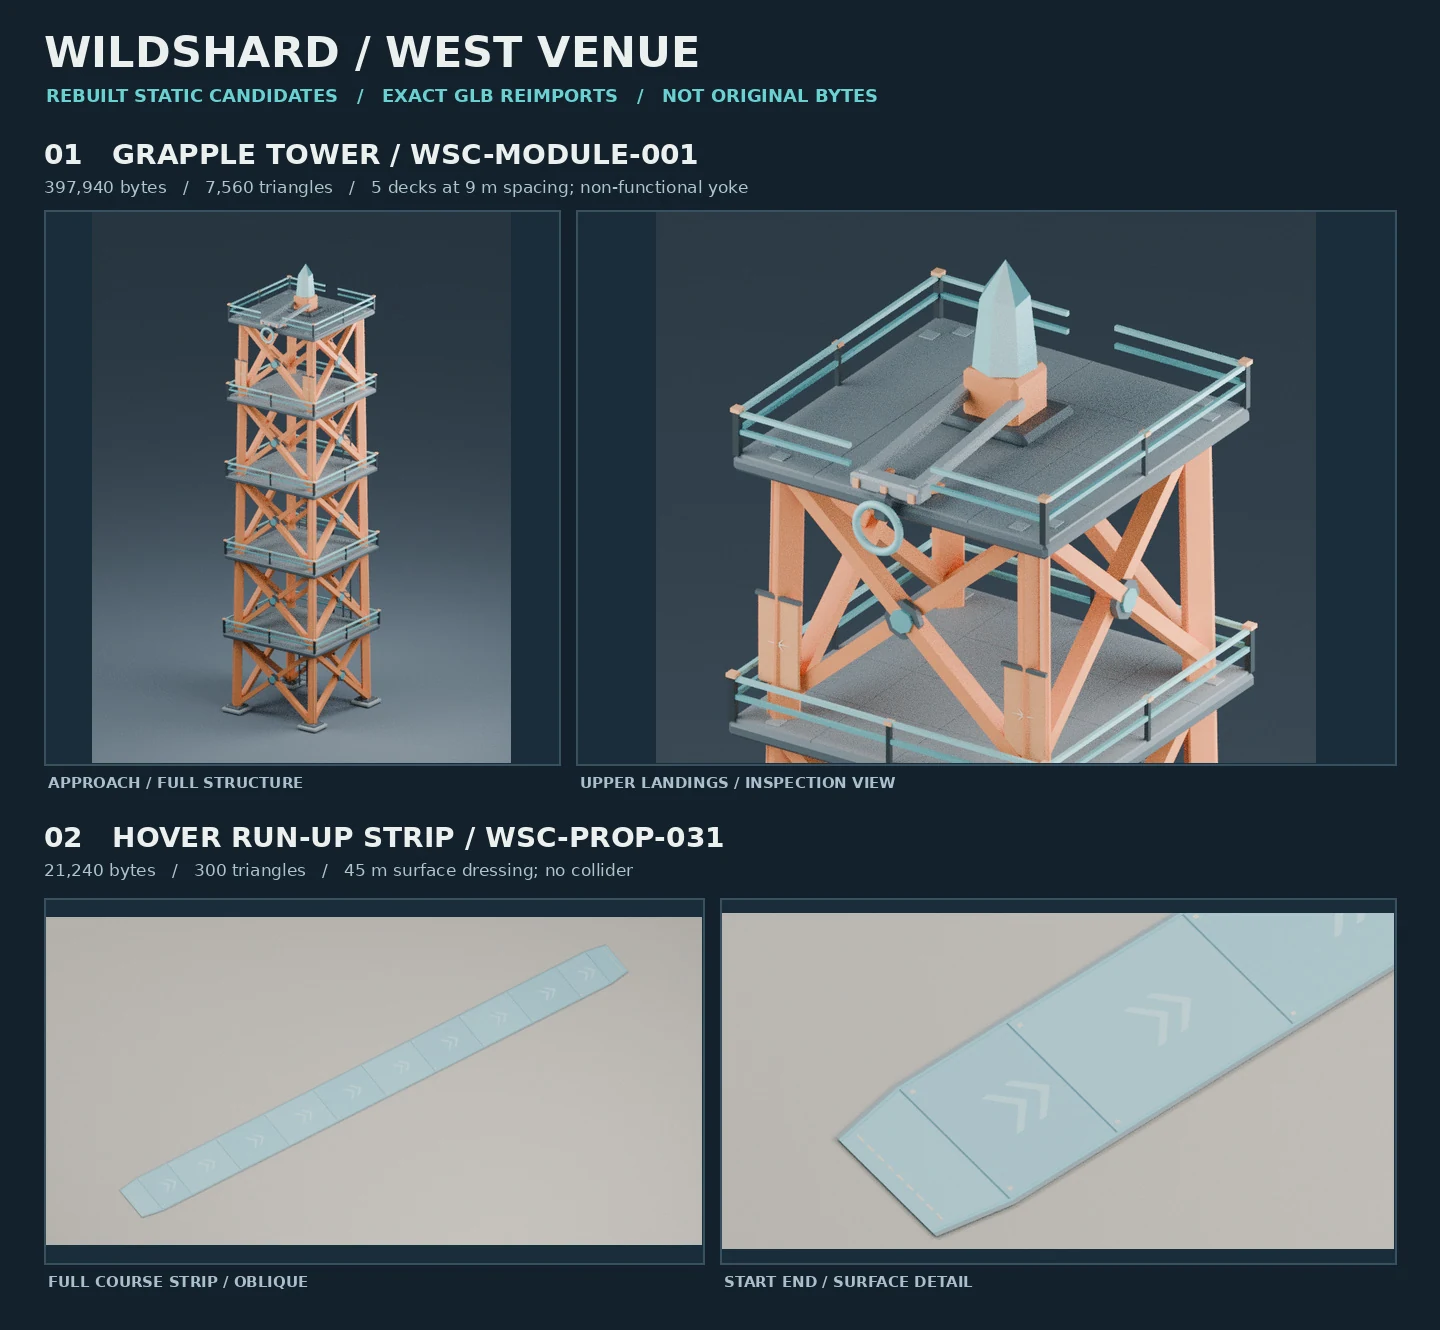 WILDSHARD / WEST VENUE
REBUILT STATIC CANDIDATES / EXACT GLB REIMPORTS / NOT ORIGINAL BYTES
01 GRAPPLE TOWER / WSC-MODULE-001
397,940 bytes / 7,560 triangles / 5 decks at 9 m spacing; non-functional yoke
APPROACH / FULL STRUCTURE
UPPER LANDINGS / INSPECTION VIEW
02 HOVER RUN-UP STRIP / WSC-PROP-031
21,240 bytes / 300 triangles / 45 m surface dressing; no collider
FULL COURSE STRIP / OBLIQUE
START END / SURFACE DETAIL